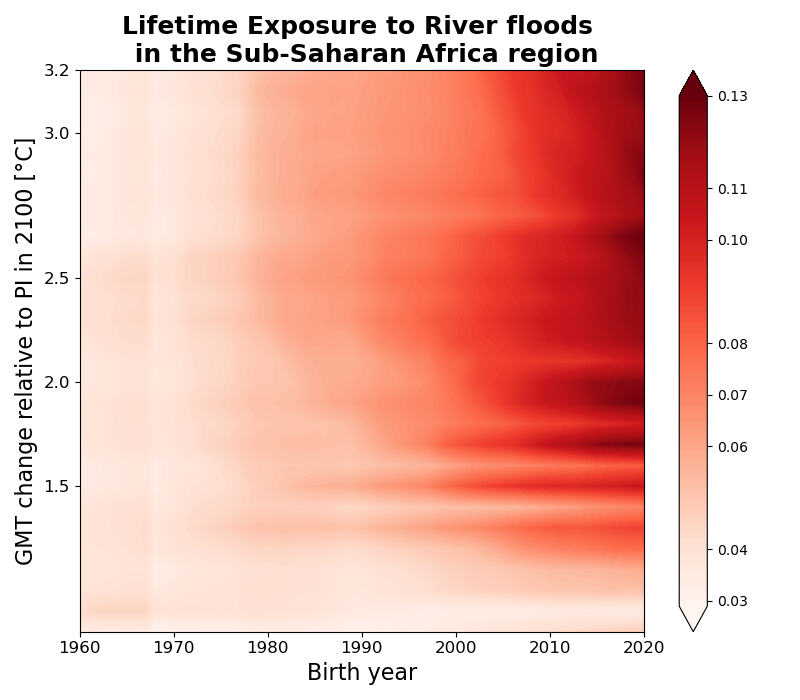 Lifetime Exposure to River floods
in the Sub-Saharan Africa region
GMT change relative to PI in 2100 [°C]
3.2
3.0
2.5
2.0
1.5
1960 1970 1980 1990 2000 2010 2020
Birth year
0.13
0.11
0.10
0.08
0.07
0.06
0.04
0.03